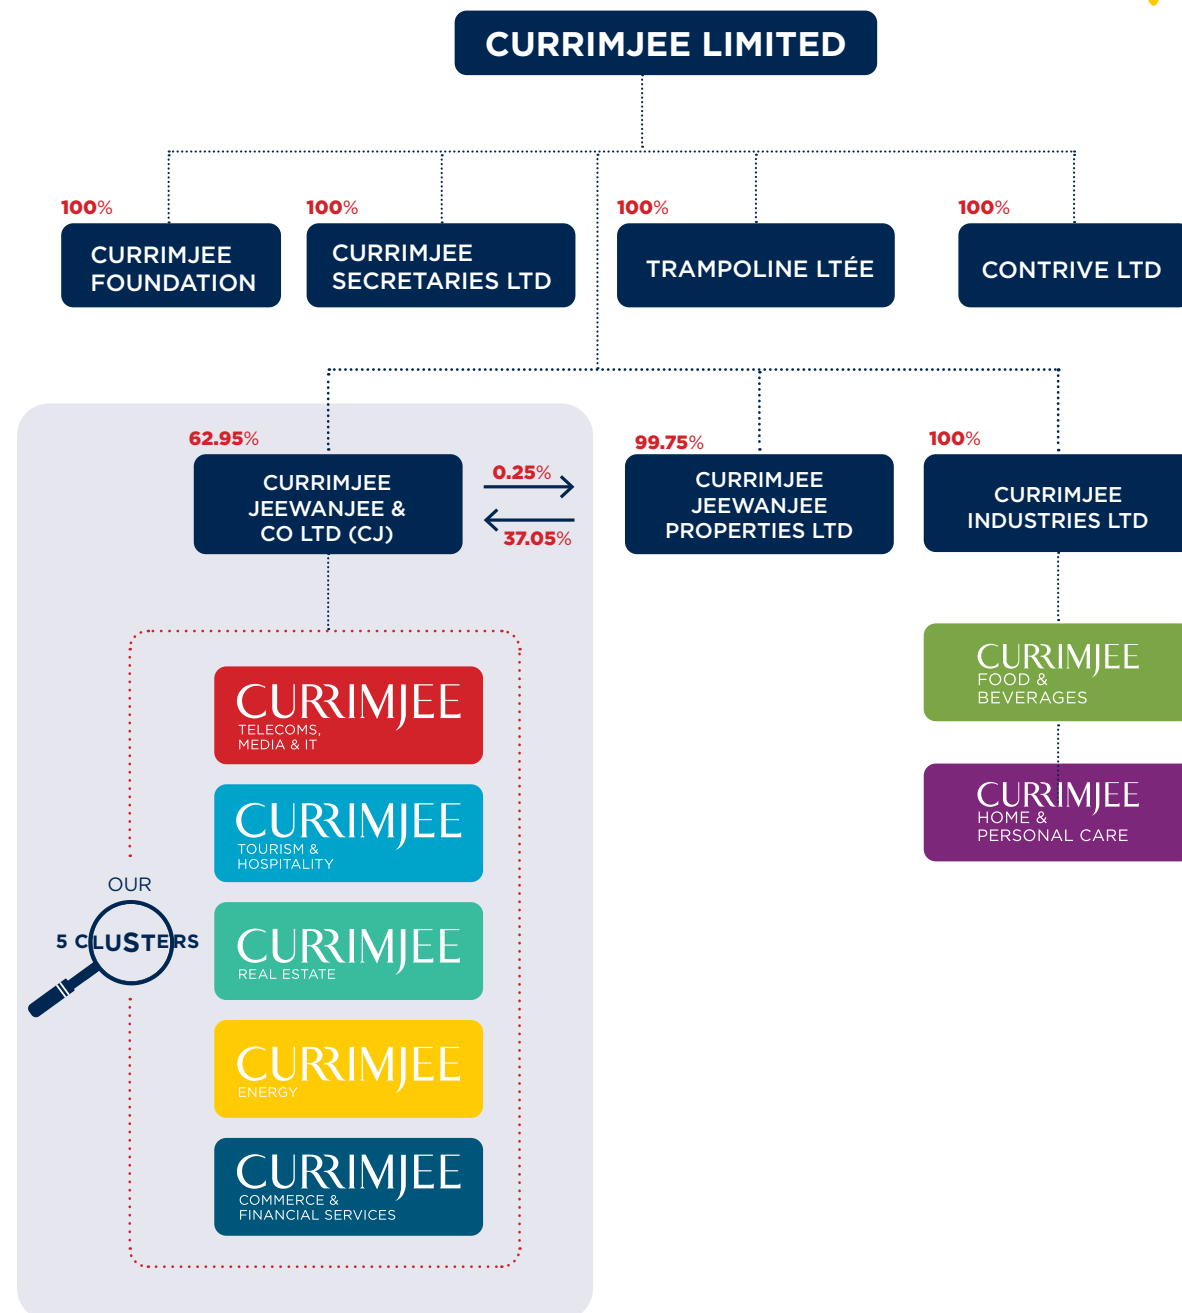 CURRIMJEE LIMITED
100%
100%
100%
100%
CURRIMJEE
FOUNDATION
CURRIMJEE
SECRETARIES LTD
TRAMPOLINE LTÉE
CONTRIVE LTD
62.95%
0.25%
37.05%
99.75%
100%
CURRIMJEE
JEEWANJEE &
CO LTD (CJ)
CURRIMJEE
JEEWANJEE
PROPERTIES LTD
CURRIMJEE
INDUSTRIES LTD
CURRIMJEE
TELECOMS,
MEDIA & IT
CURRIMJEE
TOURISM &
HOSPITALITY
CURRIMJEE
REAL ESTATE
CURRIMJEE
ENERGY
CURRIMJEE
COMMERCE &
FINANCIAL SERVICES
OUR
5 CLUSTERS
CURRIMJEE
FOOD &
BEVERAGES
CURRIMJEE
HOME &
PERSONAL CARE